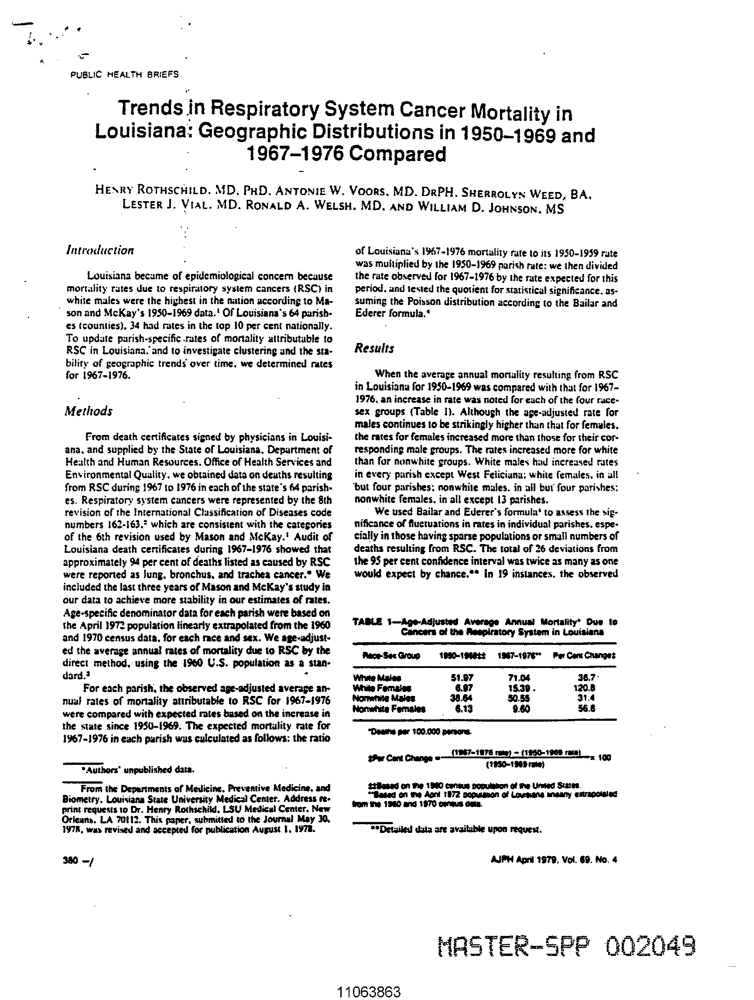 PUBLIC HEALTH BRIEFS
Trends in Respiratory System Cancer Mortality in
Louisiana: Geographic Distributions in 1950–1969 and
1967–1976 Compared
HENRY ROTHSCHILD, MD, PHD, ANTONIE W. VOORS, MD, DRPH, SHERROLYN WEED, BA,
LESTER J. VIAL, MD, RONALD A. WELSH, MD, AND WILLIAM D. JOHNSON, MS
Introduction
Louisiana became of epidemiological concern because
mortality rates due to respiratory system cancers (RSC) in
white males were the highest in the nation according to Ma-
son and McKay's 1950-1969 data.¹ Of Louisiana's 64 parish-
es (counties), 34 had rates in the top 10 per cent nationally.
To update parish-specific rates of mortality attributable to
RSC in Louisiana, and to investigate clustering and the sta-
bility of geographic trends over time, we determined rates
for 1967-1976.
Methods
From death certificates signed by physicians in Louisi-
ana, and supplied by the State of Louisiana, Department of
Health and Human Resources, Office of Health Services and
Environmental Quality, we obtained data on deaths resulting
from RSC during 1967 to 1976 in each of the state's 64 parish-
es. Respiratory system cancers were represented by the 8th
revision of the International Classification of Diseases code
numbers 162-163,² which are consistent with the categories
of the 6th revision used by Mason and McKay.¹ Audit of
Louisiana death certificates during 1967-1976 showed that
approximately 94 per cent of deaths listed as caused by RSC
were reported as lung, bronchus, and trachea cancer.* We
included the last three years of Mason and McKay's study in
our data to achieve more stability in our estimates of rates.
Age-specific denominator data for each parish were based on
the April 1972 population linearly extrapolated from the 1960
and 1970 census data, for each race and sex. We age-adjust-
ed the average annual rates of mortality due to RSC by the
direct method, using the 1960 U.S. population as a stan-
dard.³
For each parish, the observed age-adjusted average an-
nual rates of mortality attributable to RSC for 1967-1976
were compared with expected rates based on the increase in
the state since 1950-1969. The expected mortality rate for
1967-1976 in each parish was calculated as follows: the ratio
*Authors' unpublished data.
From the Departments of Medicine, Preventive Medicine, and
Biometry, Louisiana State University Medical Center. Address re-
print requests to Dr. Henry Rothschild, LSU Medical Center, New
Orleans, LA 70112. This paper, submitted to the Journal May 30,
1978, was revised and accepted for publication August 1, 1978.
of Louisiana's 1967-1976 mortality rate to its 1950-1959 rate
was multiplied by the 1950-1969 parish rate; we then divided
the rate observed for 1967-1976 by the rate expected for this
period, and tested the quotient for statistical significance, as-
suming the Poisson distribution according to the Bailar and
Ederer formula.⁴
Results
When the average annual mortality resulting from RSC
in Louisiana for 1950-1969 was compared with that for 1967-
1976, an increase in rate was noted for each of the four race-
sex groups (Table 1). Although the age-adjusted rate for
males continues to be strikingly higher than that for females,
the rates for females increased more than those for their cor-
responding male groups. The rates increased more for white
than for nonwhite groups. White males had increased rates
in every parish except West Feliciana; white females, in all
but four parishes; nonwhite males, in all but four parishes;
nonwhite females, in all except 13 parishes.
We used Bailar and Ederer's formula⁴ to assess the sig-
nificance of fluctuations in rates in individual parishes, espe-
cially in those having sparse populations or small numbers of
deaths resulting from RSC. The total of 26 deviations from
the 95 per cent confidence interval was twice as many as one
would expect by chance.** In 19 instances, the observed
TABLE 1—Age-Adjusted Average Annual Mortality* Due to
Cancers of the Respiratory System in Louisiana
Race-Sex Group 1950-1969‡‡ 1967-1976** Per Cent Change‡
White Males 51.97 71.04 36.7
White Females 6.97 15.39 120.8
Nonwhite Males 38.64 50.55 31.4
Nonwhite Females 6.13 9.60 56.6
*Deaths per 100,000 persons.
‡Per Cent Change = (1967-1976 rate) – (1950-1969 rate) / (1950-1969 rate) x 100
‡‡Based on the 1960 census population of the United States.
**Based on the April 1972 population of Louisiana linearly extrapolated
from the 1960 and 1970 census data.
**Detailed data are available upon request.
380
AJPH April 1979, Vol. 69, No. 4
MASTER-SPP 002049
11063863